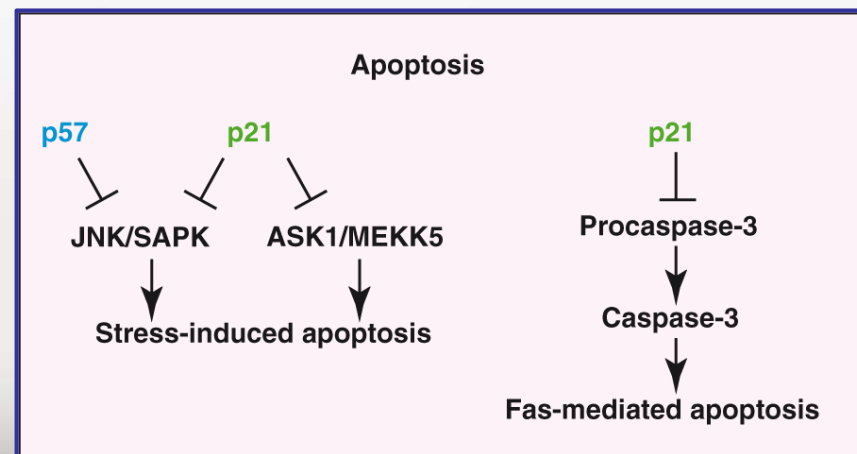 Apoptosis
p57 p21 p21
JNK/SAPK ASK1/MEKK5 Procaspase-3
Stress-induced apoptosis Caspase-3
Fas-mediated apoptosis